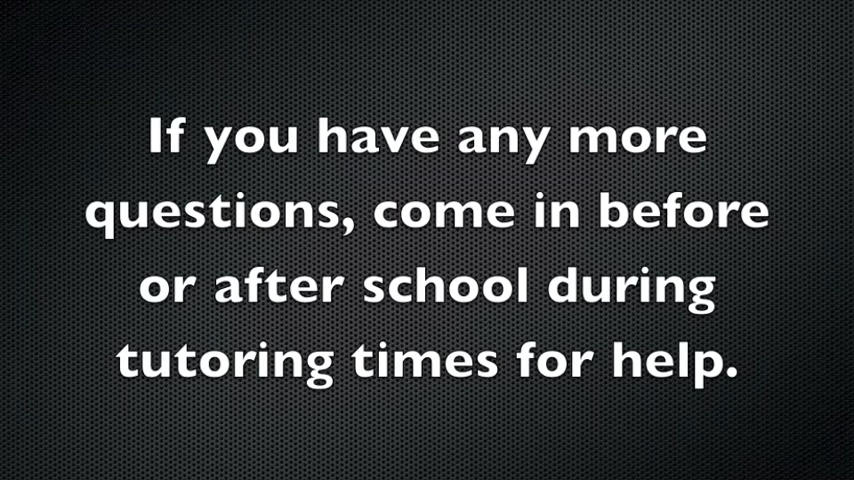 If you have any more
questions, come in before
or after school during
tutoring times for help.